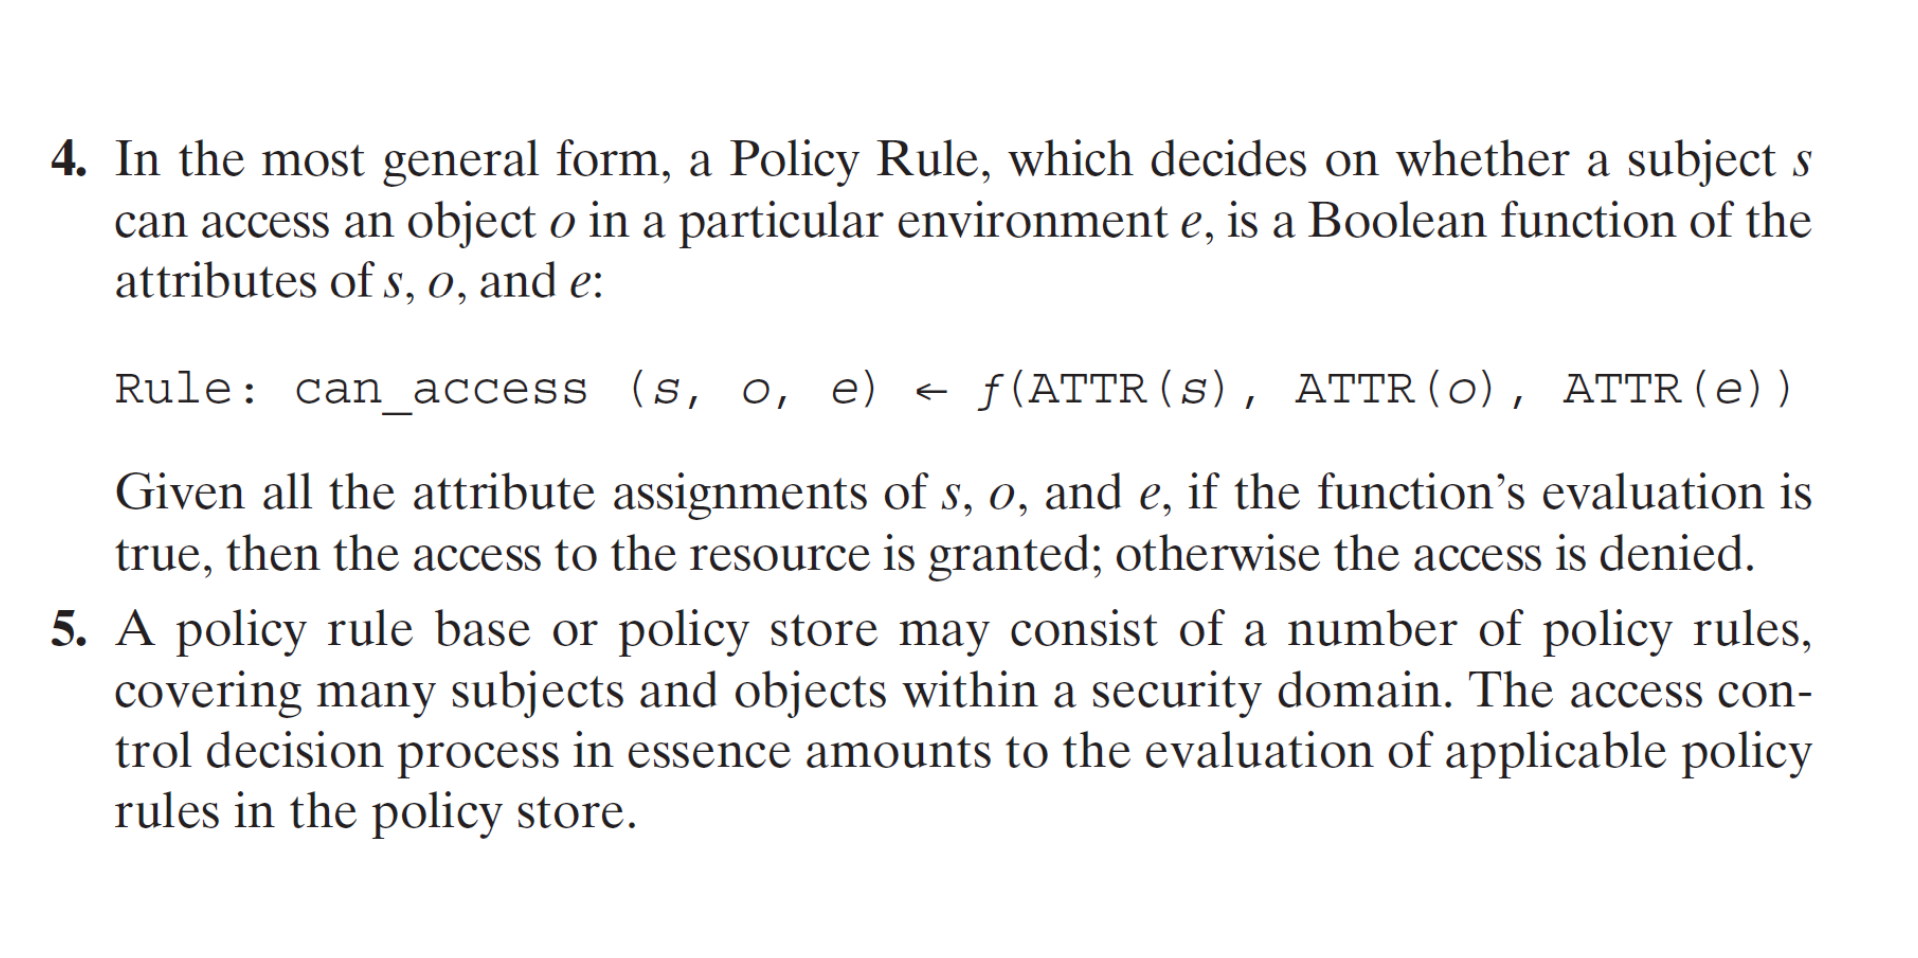 4. In the most general form, a Policy Rule, which decides on whether a subject s
can access an object o in a particular environment e, is a Boolean function of the
attributes of s, o, and e:
Rule: can_access (s, o, e) ← f(ATTR(s), ATTR(o), ATTR(e))
Given all the attribute assignments of s, o, and e, if the function’s evaluation is
true, then the access to the resource is granted; otherwise the access is denied.
5. A policy rule base or policy store may consist of a number of policy rules,
covering many subjects and objects within a security domain. The access con-
trol decision process in essence amounts to the evaluation of applicable policy
rules in the policy store.